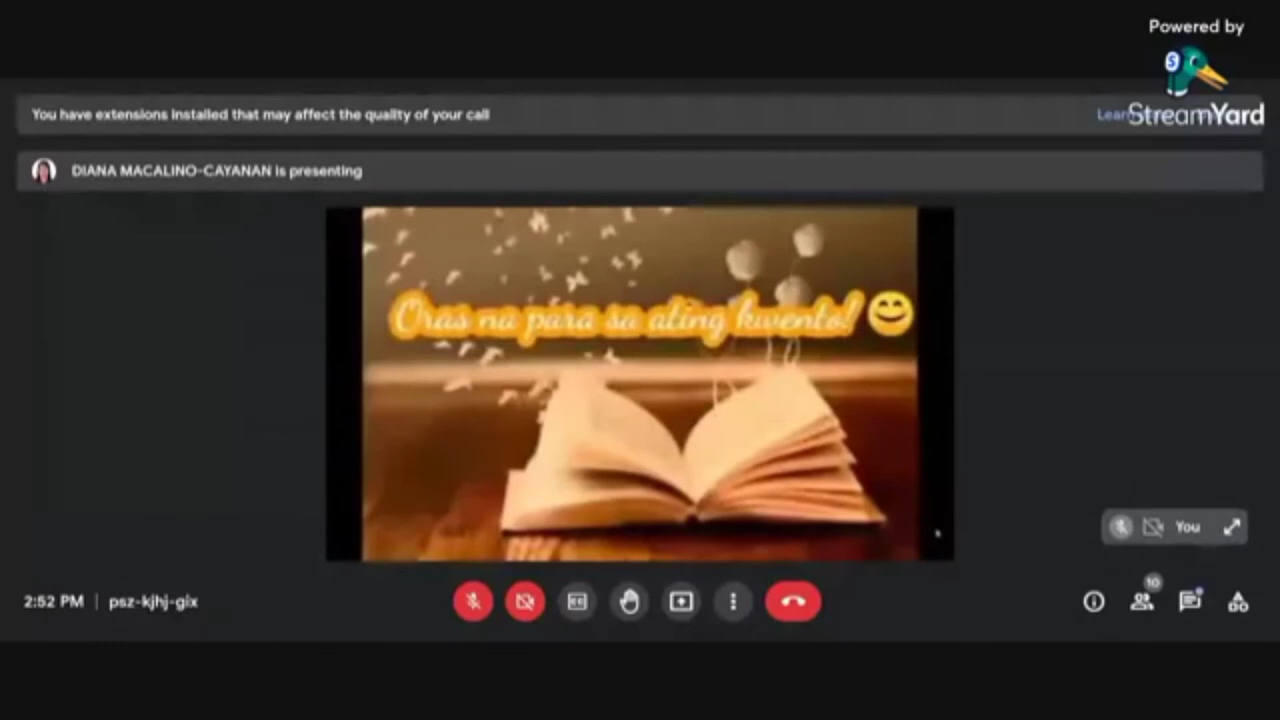 Powered by
StreamYard
You have extensions installed that may affect the quality of your call
DIANA MACALINO-CAYANAN is presenting
Oras na para sa ating kwento!
You
2:52 PM | psz-kjhj-gix
10